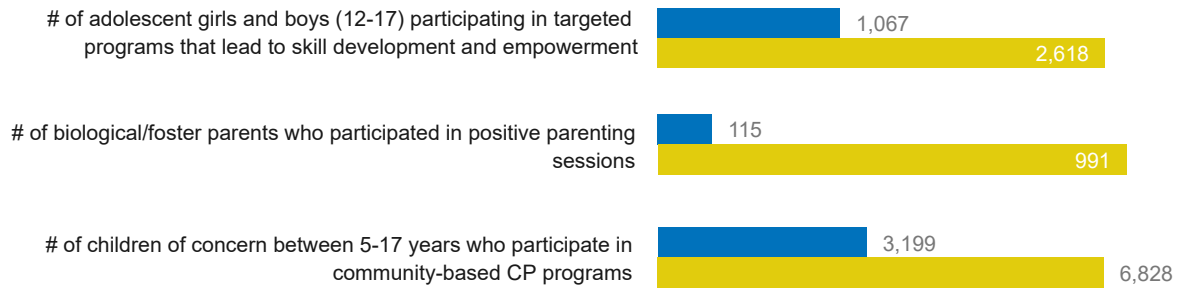 # of adolescent girls and boys (12-17) participating in targeted
programs that lead to skill development and empowerment
1,067
2,618
# of biological/foster parents who participated in positive parenting
sessions
115
991
# of children of concern between 5-17 years who participate in
community-based CP programs
3,199
6,828